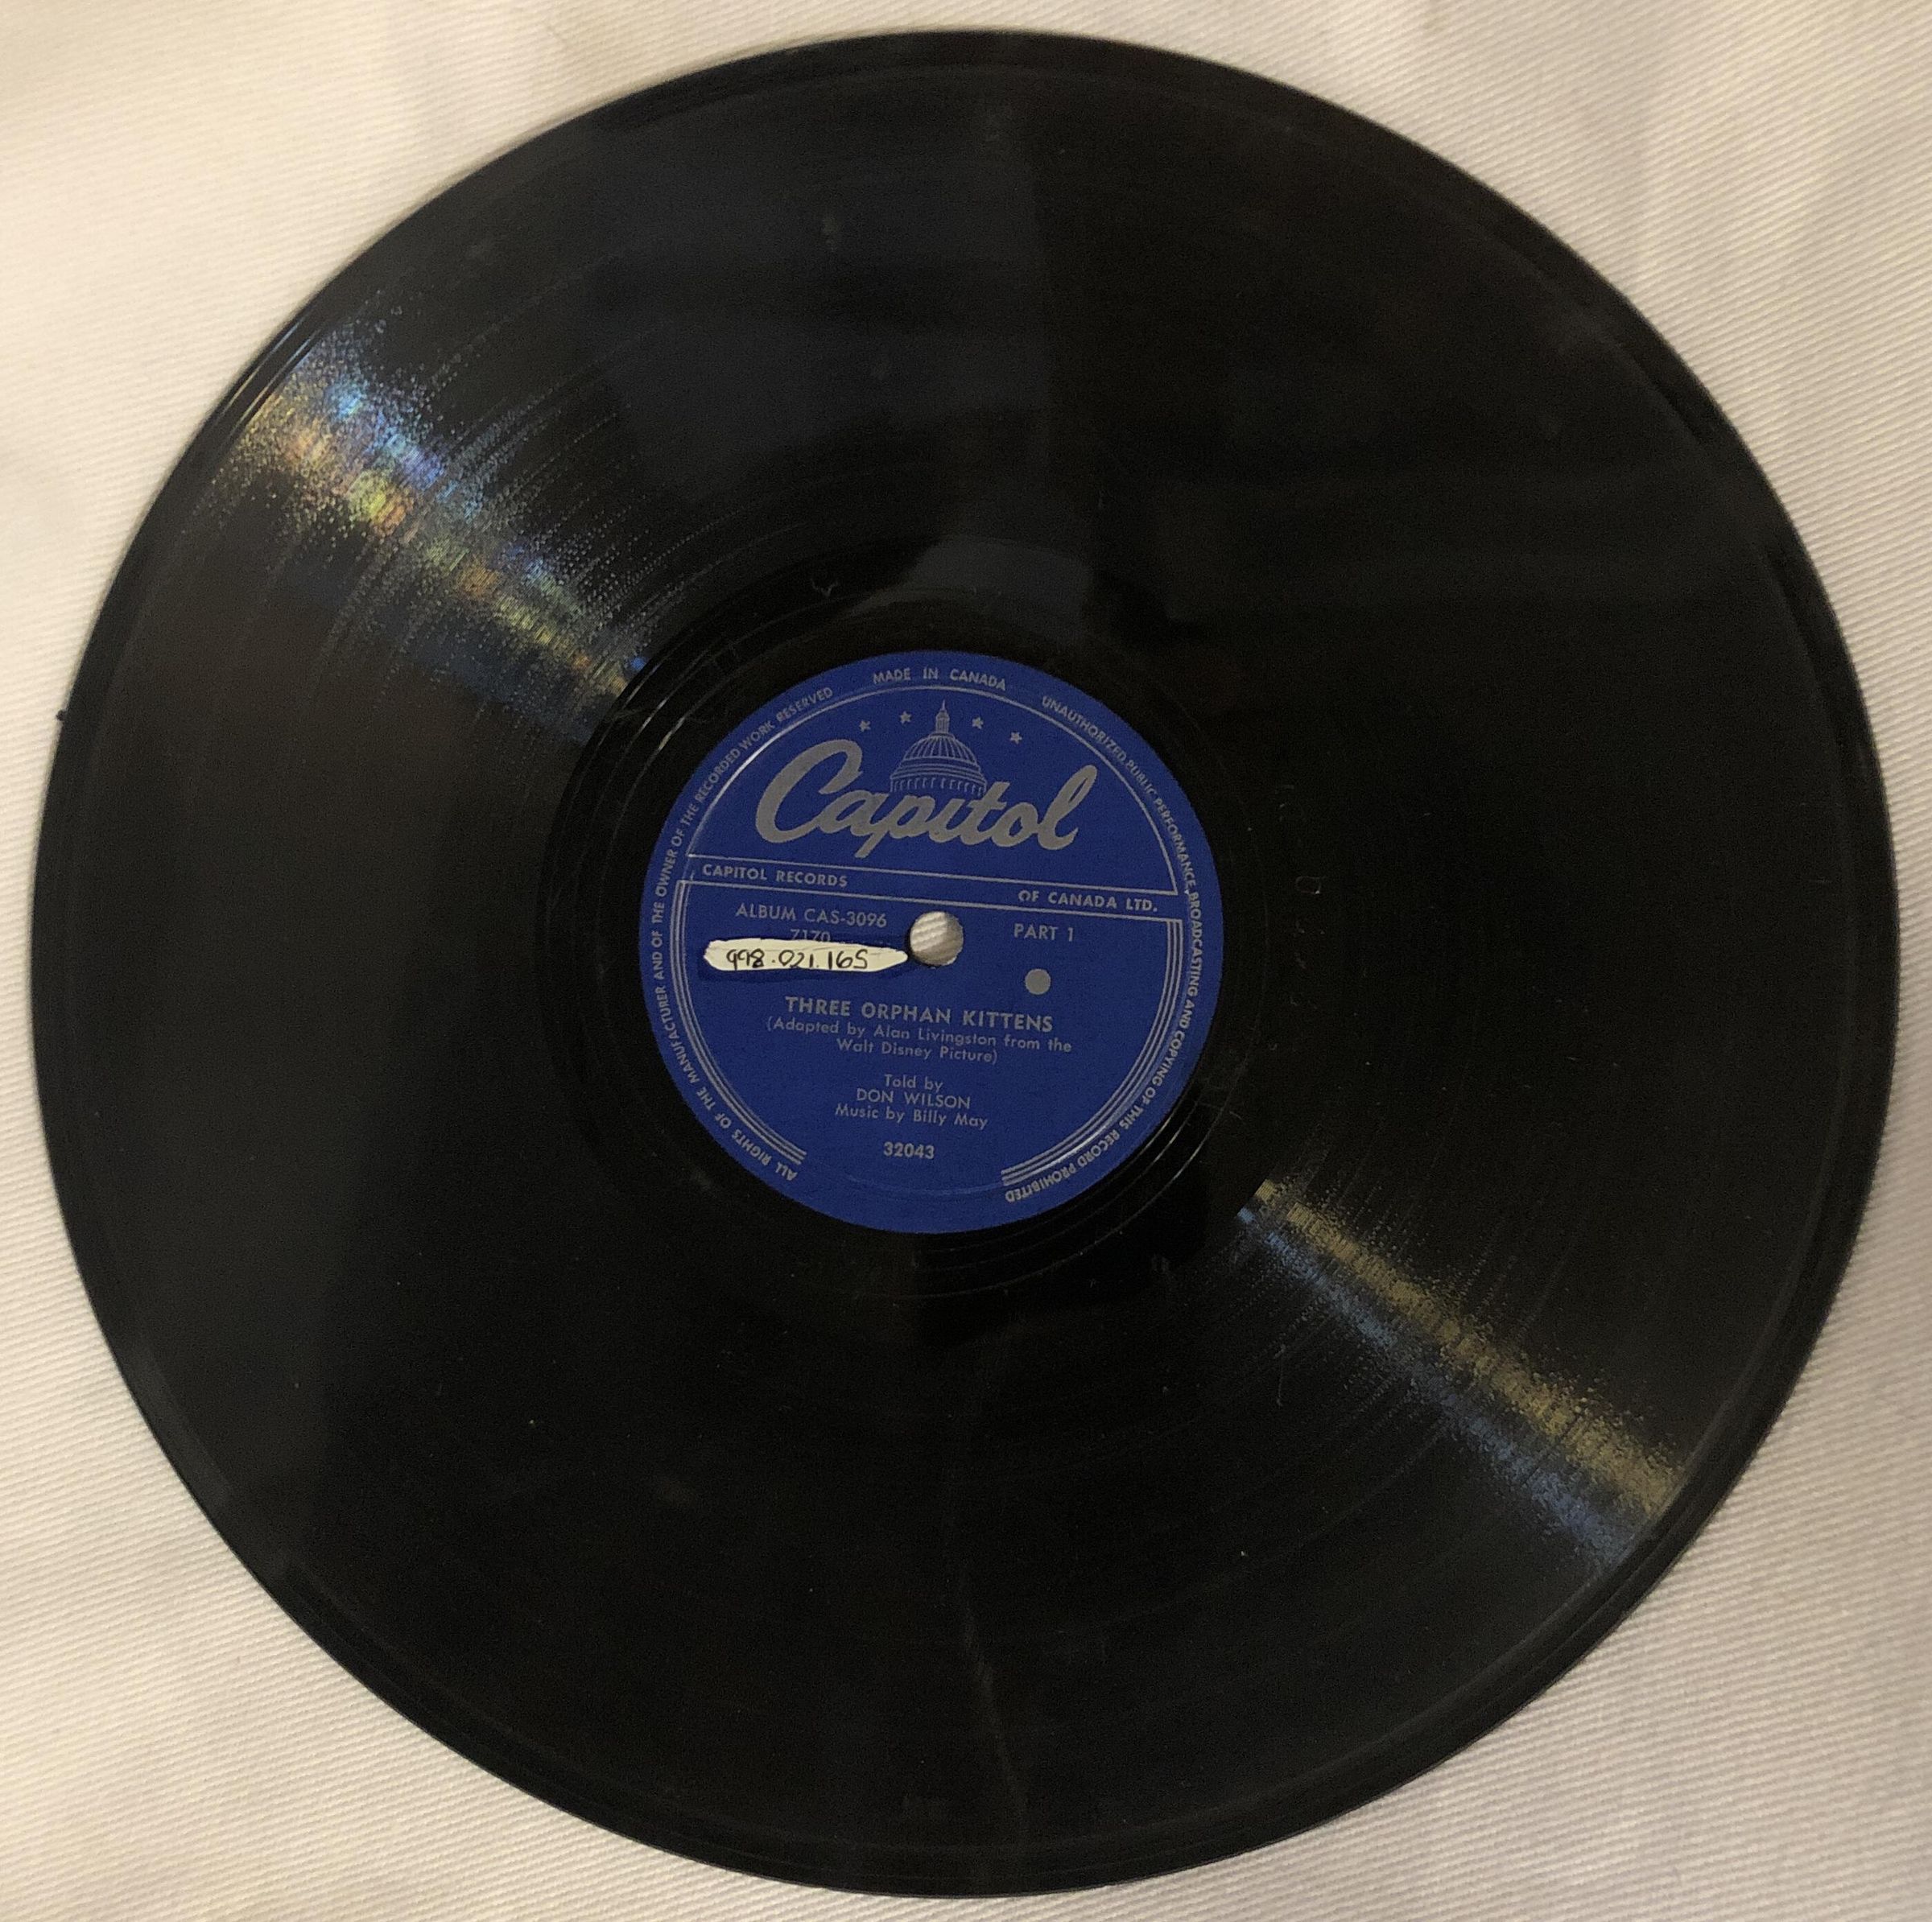 MADE IN CANADA
Capitol
CAPITOL RECORDS OF CANADA LTD.
ALBUM CAS-3096 PART 1
7170
998.021.165
THREE ORPHAN KITTENS
(Adapted by Alan Livingston from the
Walt Disney Picture)
Told by
DON WILSON
Music by Billy May
32043
ALL RIGHTS OF THE MANUFACTURER AND OF THE OWNER OF THE RECORDED WORK RESERVED
UNAUTHORIZED PUBLIC PERFORMANCE, BROADCASTING AND COPYING OF THIS RECORD PROHIBITED